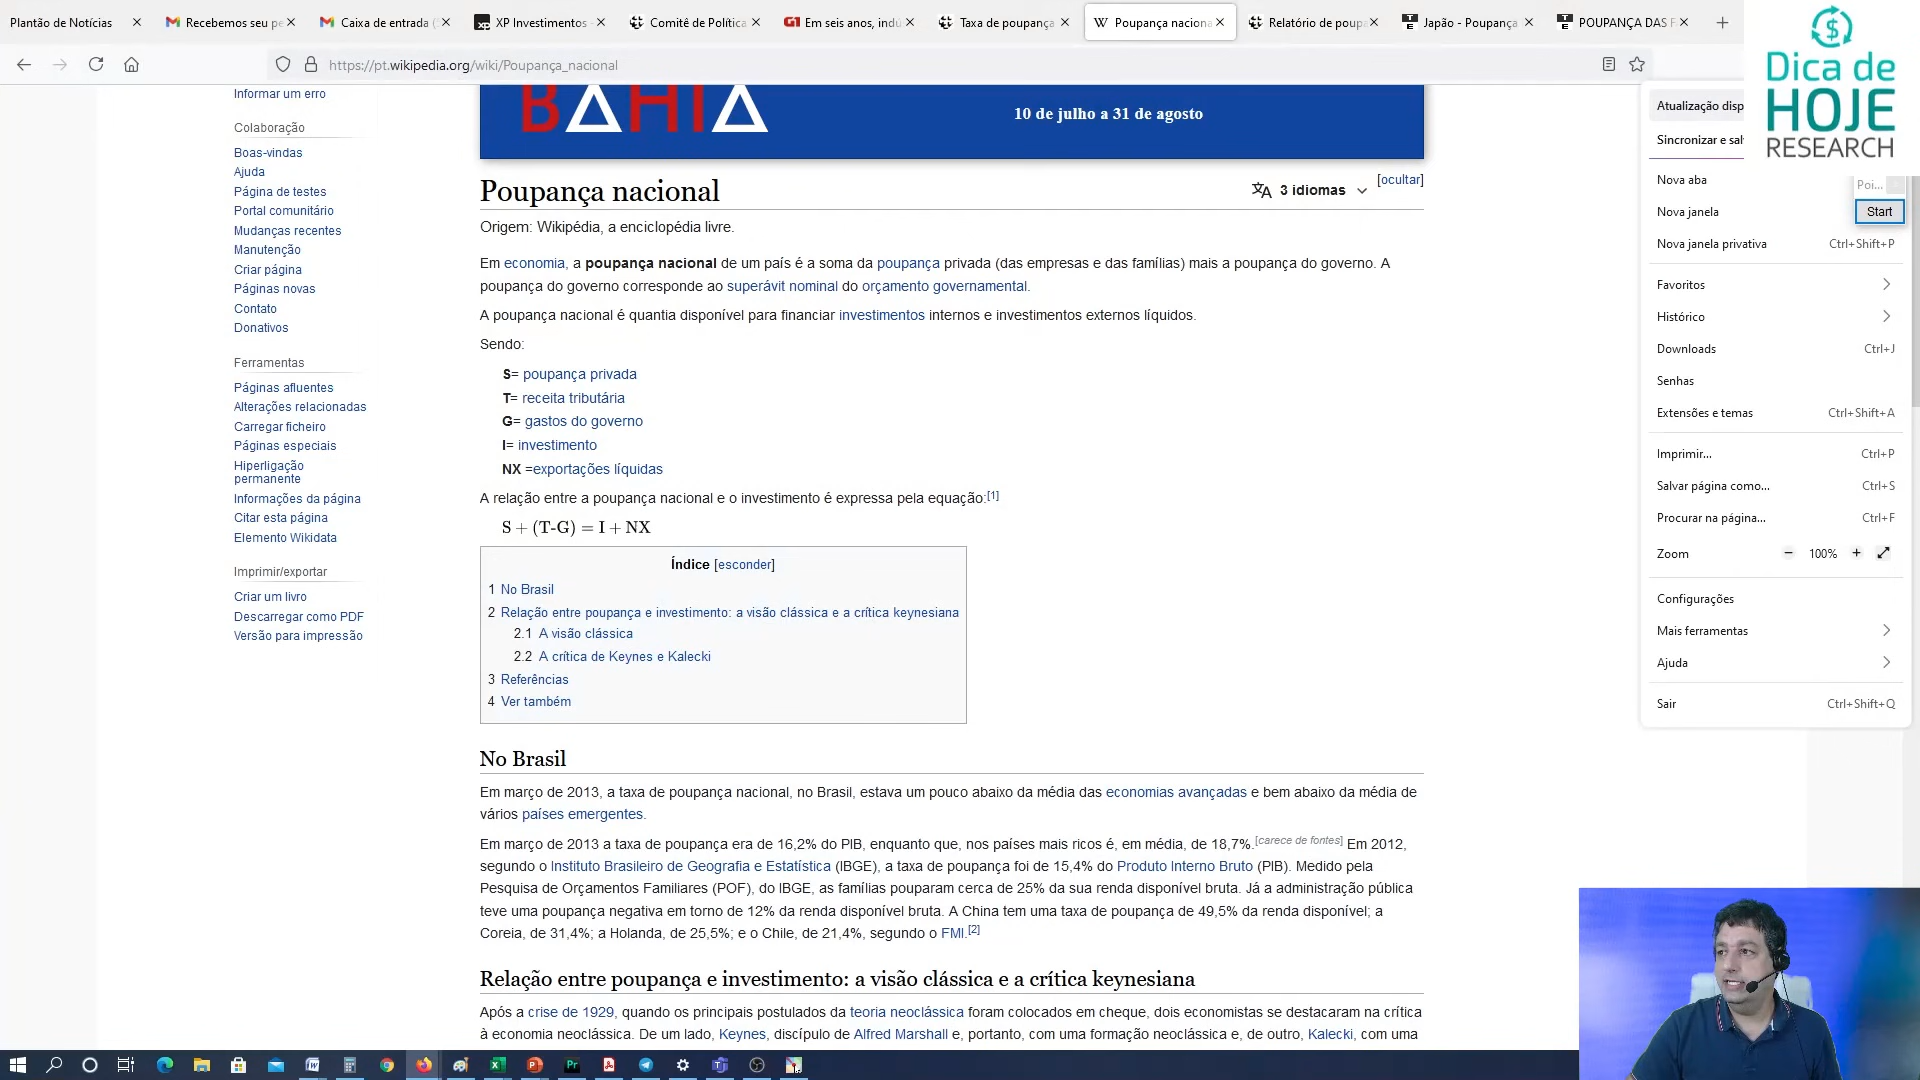 Plantão de Notícias
Recebemos seu pe
Caixa de entrada (
XP Investimentos
Comitê de Política
G1 Em seis anos, indú
Taxa de poupança
W Poupança naciona
Relatório de poupa
Japão - Poupança
POUPANÇA DAS F
https://pt.wikipedia.org/wiki/Poupança_nacional
Dica de
HOJE
RESEARCH
Informar um erro
Colaboração
Boas-vindas
Ajuda
Página de testes
Portal comunitário
Mudanças recentes
Manutenção
Criar página
Páginas novas
Contato
Donativos
Ferramentas
Páginas afluentes
Alterações relacionadas
Carregar ficheiro
Páginas especiais
Hiperligação
permanente
Informações da página
Citar esta página
Elemento Wikidata
Imprimir/exportar
Criar um livro
Descarregar como PDF
Versão para impressão
BAHIA
10 de julho a 31 de agosto
[ocultar]
Poupança nacional
3 idiomas
Origem: Wikipédia, a enciclopédia livre.
Em economia, a poupança nacional de um país é a soma da poupança privada (das empresas e das famílias) mais a poupança do governo. A
poupança do governo corresponde ao superávit nominal do orçamento governamental.
A poupança nacional é quantia disponível para financiar investimentos internos e investimentos externos líquidos.
Sendo:
S= poupança privada
T= receita tributária
G= gastos do governo
I= investimento
NX =exportações líquidas
A relação entre a poupança nacional e o investimento é expressa pela equação:[1]
S + (T-G) = I + NX
Índice [esconder]
1 No Brasil
2 Relação entre poupança e investimento: a visão clássica e a crítica keynesiana
2.1 A visão clássica
2.2 A crítica de Keynes e Kalecki
3 Referências
4 Ver também
No Brasil
Em março de 2013, a taxa de poupança nacional, no Brasil, estava um pouco abaixo da média das economias avançadas e bem abaixo da média de
vários países emergentes.
Em março de 2013 a taxa de poupança era de 16,2% do PIB, enquanto que, nos países mais ricos é, em média, de 18,7%.[carece de fontes] Em 2012,
segundo o Instituto Brasileiro de Geografia e Estatística (IBGE), a taxa de poupança foi de 15,4% do Produto Interno Bruto (PIB). Medido pela
Pesquisa de Orçamentos Familiares (POF), do IBGE, as famílias pouparam cerca de 25% da sua renda disponível bruta. Já a administração pública
teve uma poupança negativa em torno de 12% da renda disponível bruta. A China tem uma taxa de poupança de 49,5% da renda disponível; a
Coreia, de 31,4%; a Holanda, de 25,5%; e o Chile, de 21,4%, segundo o FMI.[2]
Relação entre poupança e investimento: a visão clássica e a crítica keynesiana
Após a crise de 1929, quando os principais postulados da teoria neoclássica foram colocados em cheque, dois economistas se destacaram na crítica
à economia neoclássica. De um lado, Keynes, discípulo de Alfred Marshall e, portanto, com uma formação neoclássica e, de outro, Kalecki, com uma
Atualização disp
Sincronizar e sal
Nova aba
Poi...
Nova janela
Start
Nova janela privativa Ctrl+Shift+P
Favoritos
Histórico
Downloads Ctrl+J
Senhas
Extensões e temas Ctrl+Shift+A
Imprimir... Ctrl+P
Salvar página como... Ctrl+S
Procurar na página... Ctrl+F
Zoom 100%
Configurações
Mais ferramentas
Ajuda
Sair Ctrl+Shift+Q